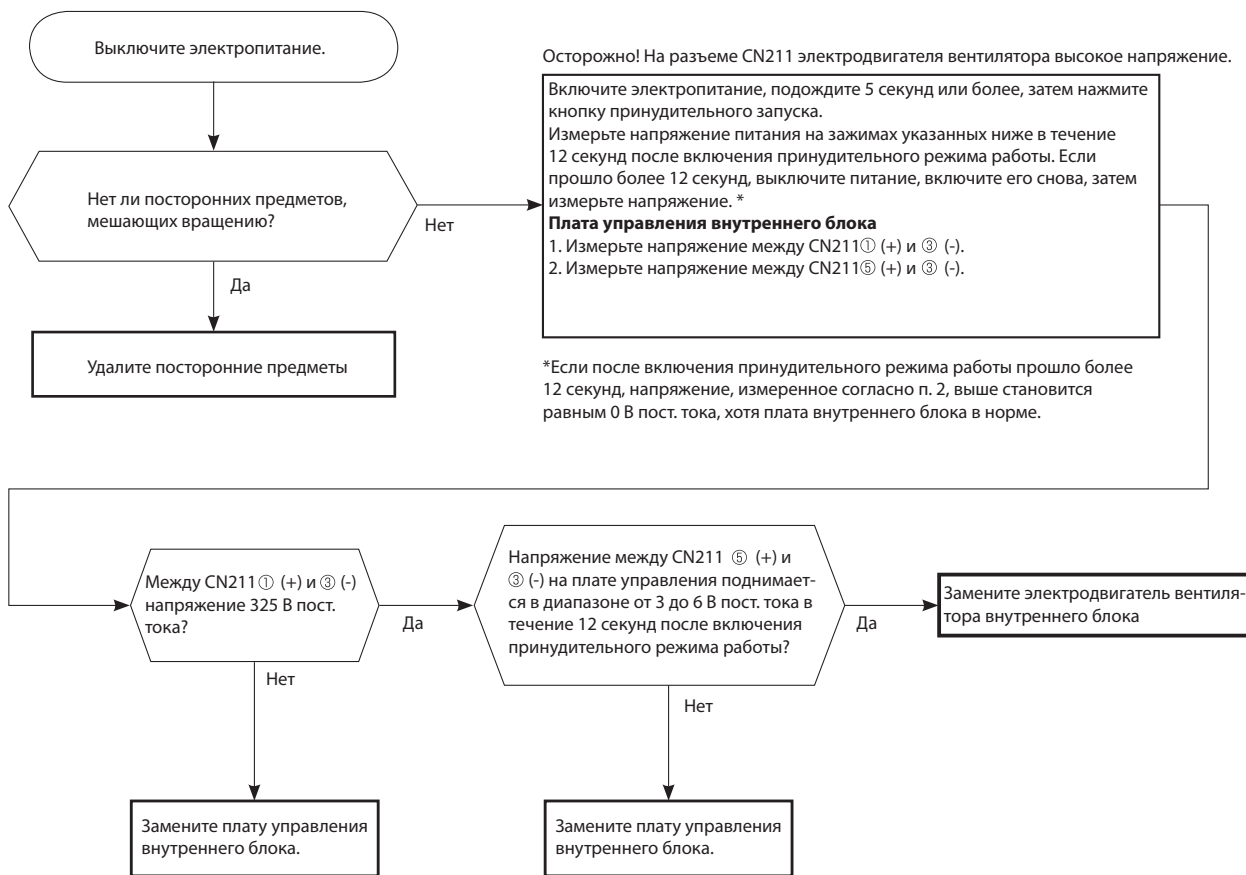 Выключите электропитание.
Нет ли посторонних предметов,
мешающих вращению?
Нет
Да
Удалите посторонние предметы
Осторожно! На разъеме CN211 электродвигателя вентилятора высокое напряжение.
Включите электропитание, подождите 5 секунд или более, затем нажмите
кнопку принудительного запуска.
Измерьте напряжение питания на зажимах указанных ниже в течение
12 секунд после включения принудительного режима работы. Если
прошло более 12 секунд, выключите питание, включите его снова, затем
измерьте напряжение. *
Плата управления внутреннего блока
1. Измерьте напряжение между CN211① (+) и ③ (-).
2. Измерьте напряжение между CN211⑤ (+) и ③ (-).
*Если после включения принудительного режима работы прошло более
12 секунд, напряжение, измеренное согласно п. 2, выше становится
равным 0 В пост. тока, хотя плата внутреннего блока в норме.
Между CN211① (+) и ③ (-)
напряжение 325 В пост.
тока?
Да
Нет
Замените плату управления
внутреннего блока.
Напряжение между CN211 ⑤ (+) и
③ (-) на плате управления поднимает-
ся в диапазоне от 3 до 6 В пост. тока в
течение 12 секунд после включения
принудительного режима работы?
Да
Нет
Замените плату управления
внутреннего блока.
Замените электродвигатель вентиля-
тора внутреннего блока